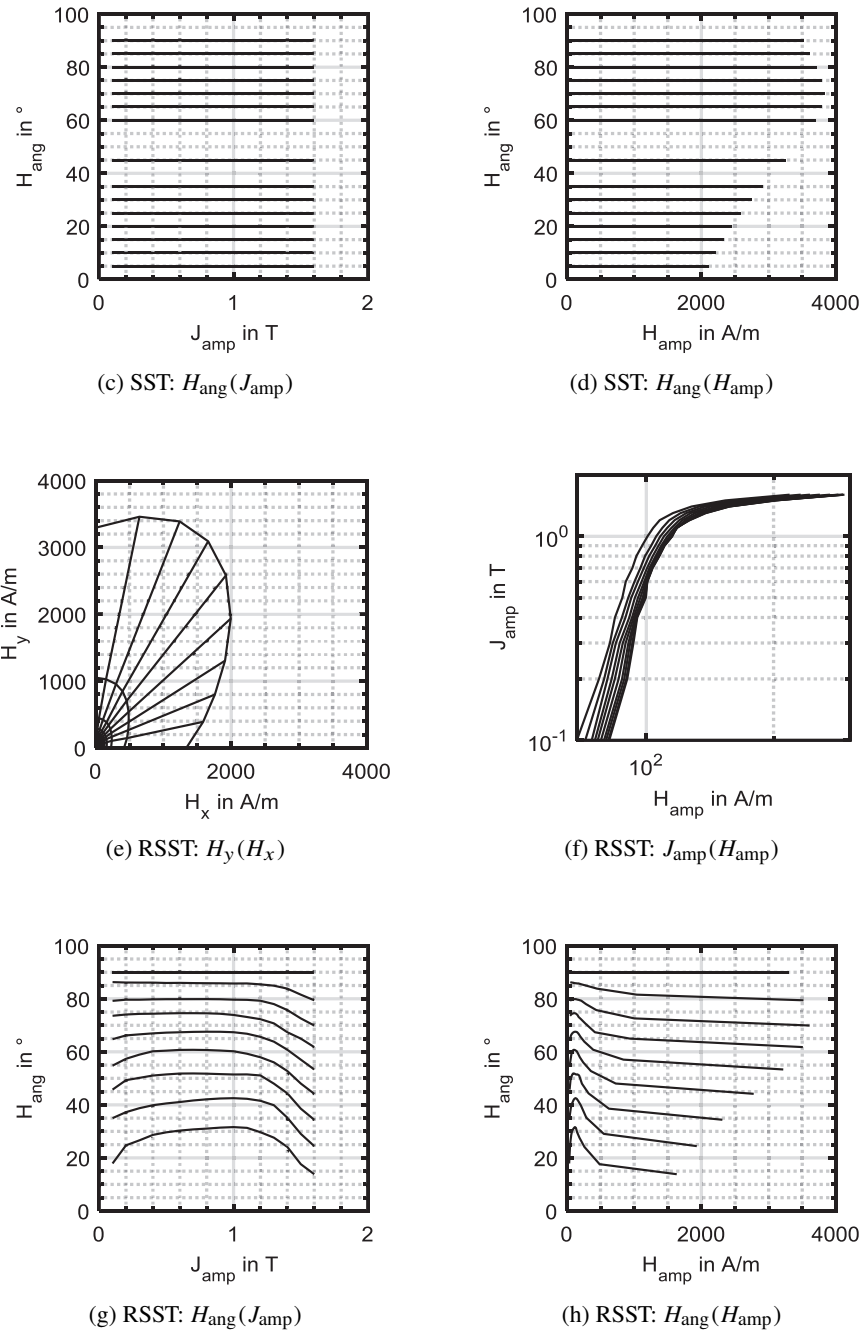 100
80
60
40
20
0
0 1 2
H_ang in °
J_amp in T
(c) SST: H_ang(J_amp)
100
80
60
40
20
0
0 2000 4000
H_ang in °
H_amp in A/m
(d) SST: H_ang(H_amp)
4000
3000
2000
1000
0
0 2000 4000
H_y in A/m
H_x in A/m
(e) RSST: H_y(H_x)
10^0
10^-1
10^2
J_amp in T
H_amp in A/m
(f) RSST: J_amp(H_amp)
100
80
60
40
20
0
0 1 2
H_ang in °
J_amp in T
(g) RSST: H_ang(J_amp)
100
80
60
40
20
0
0 2000 4000
H_ang in °
H_amp in A/m
(h) RSST: H_ang(H_amp)